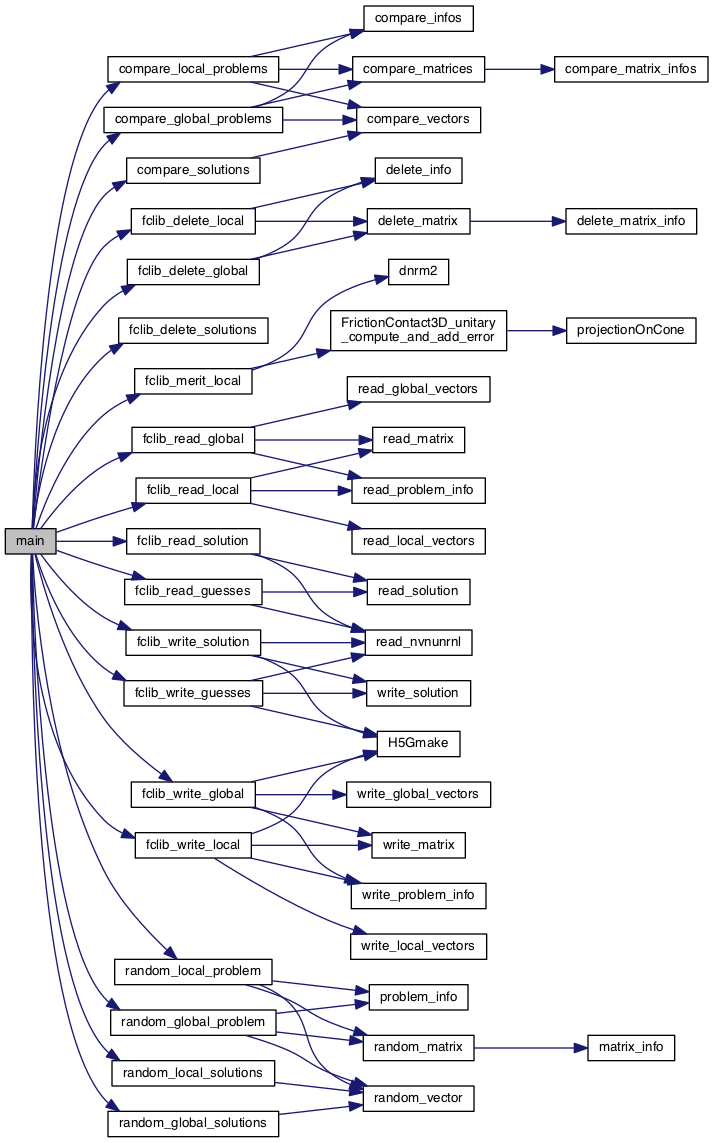 compare_infos
compare_local_problems
compare_matrices
compare_matrix_infos
compare_global_problems
compare_vectors
compare_solutions
delete_info
fclib_delete_local
delete_matrix
delete_matrix_info
fclib_delete_global
dnrm2
fclib_delete_solutions
FrictionContact3D_unitary
_compute_and_add_error
projectionOnCone
fclib_merit_local
read_global_vectors
fclib_read_global
read_matrix
fclib_read_local
read_problem_info
main
fclib_read_solution
read_local_vectors
fclib_read_guesses
read_solution
fclib_write_solution
read_nvnunrnl
fclib_write_guesses
write_solution
H5Gmake
fclib_write_global
write_global_vectors
fclib_write_local
write_matrix
write_problem_info
write_local_vectors
random_local_problem
problem_info
random_global_problem
random_matrix
matrix_info
random_local_solutions
random_vector
random_global_solutions